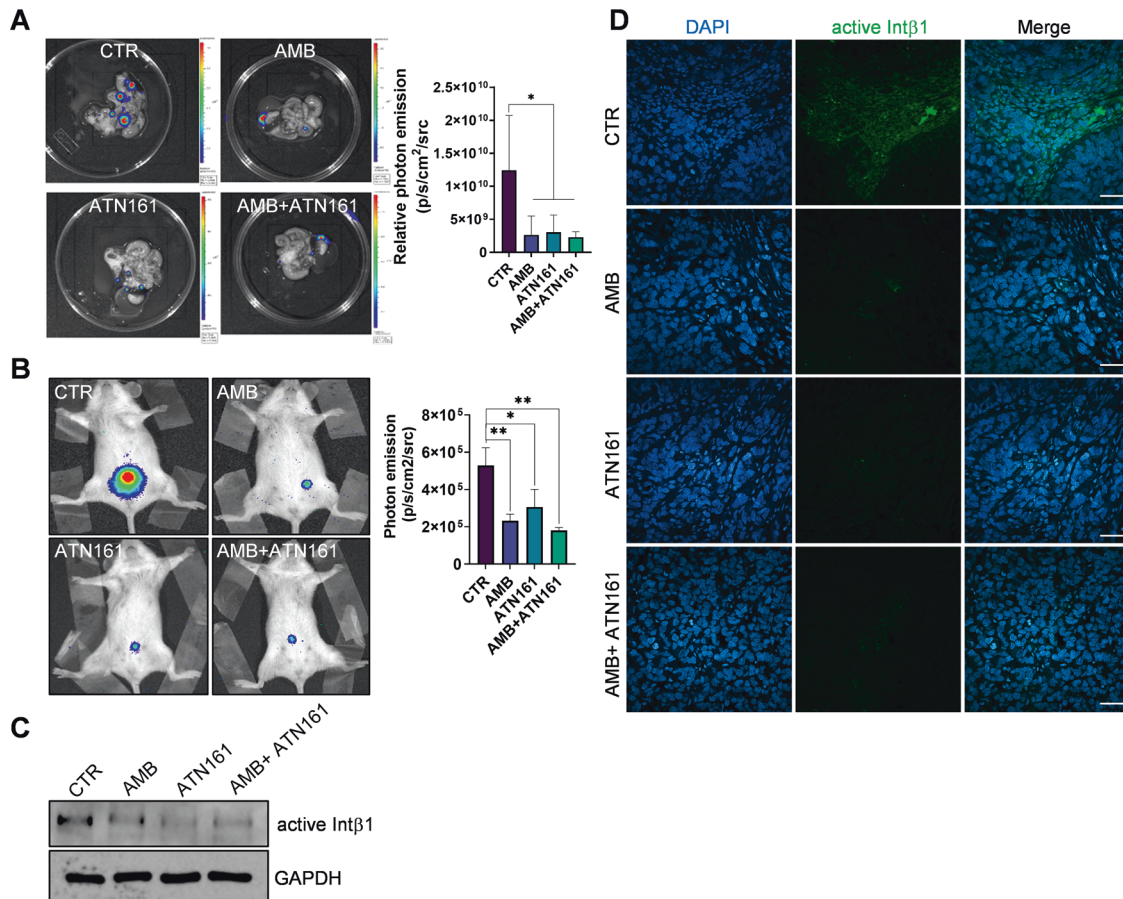 A
CTR
AMB
ATN161
AMB+ATN161
Relative photon emission
(p/s/cm²/src)
2.5×10¹⁰
2.0×10¹⁰
1.5×10¹⁰
1.0×10¹⁰
5×10⁹
0
*
CTR
AMB
ATN161
AMB+ATN161
B
CTR
AMB
ATN161
AMB+ATN161
Photon emission
(p/s/cm2/src)
8×10⁵
6×10⁵
4×10⁵
2×10⁵
0
**
*
**
CTR
AMB
ATN161
AMB+ATN161
C
CTR
AMB
ATN161
AMB+ ATN161
active Intβ1
GAPDH
D
DAPI
active Intβ1
Merge
CTR
AMB
ATN161
AMB+ ATN161